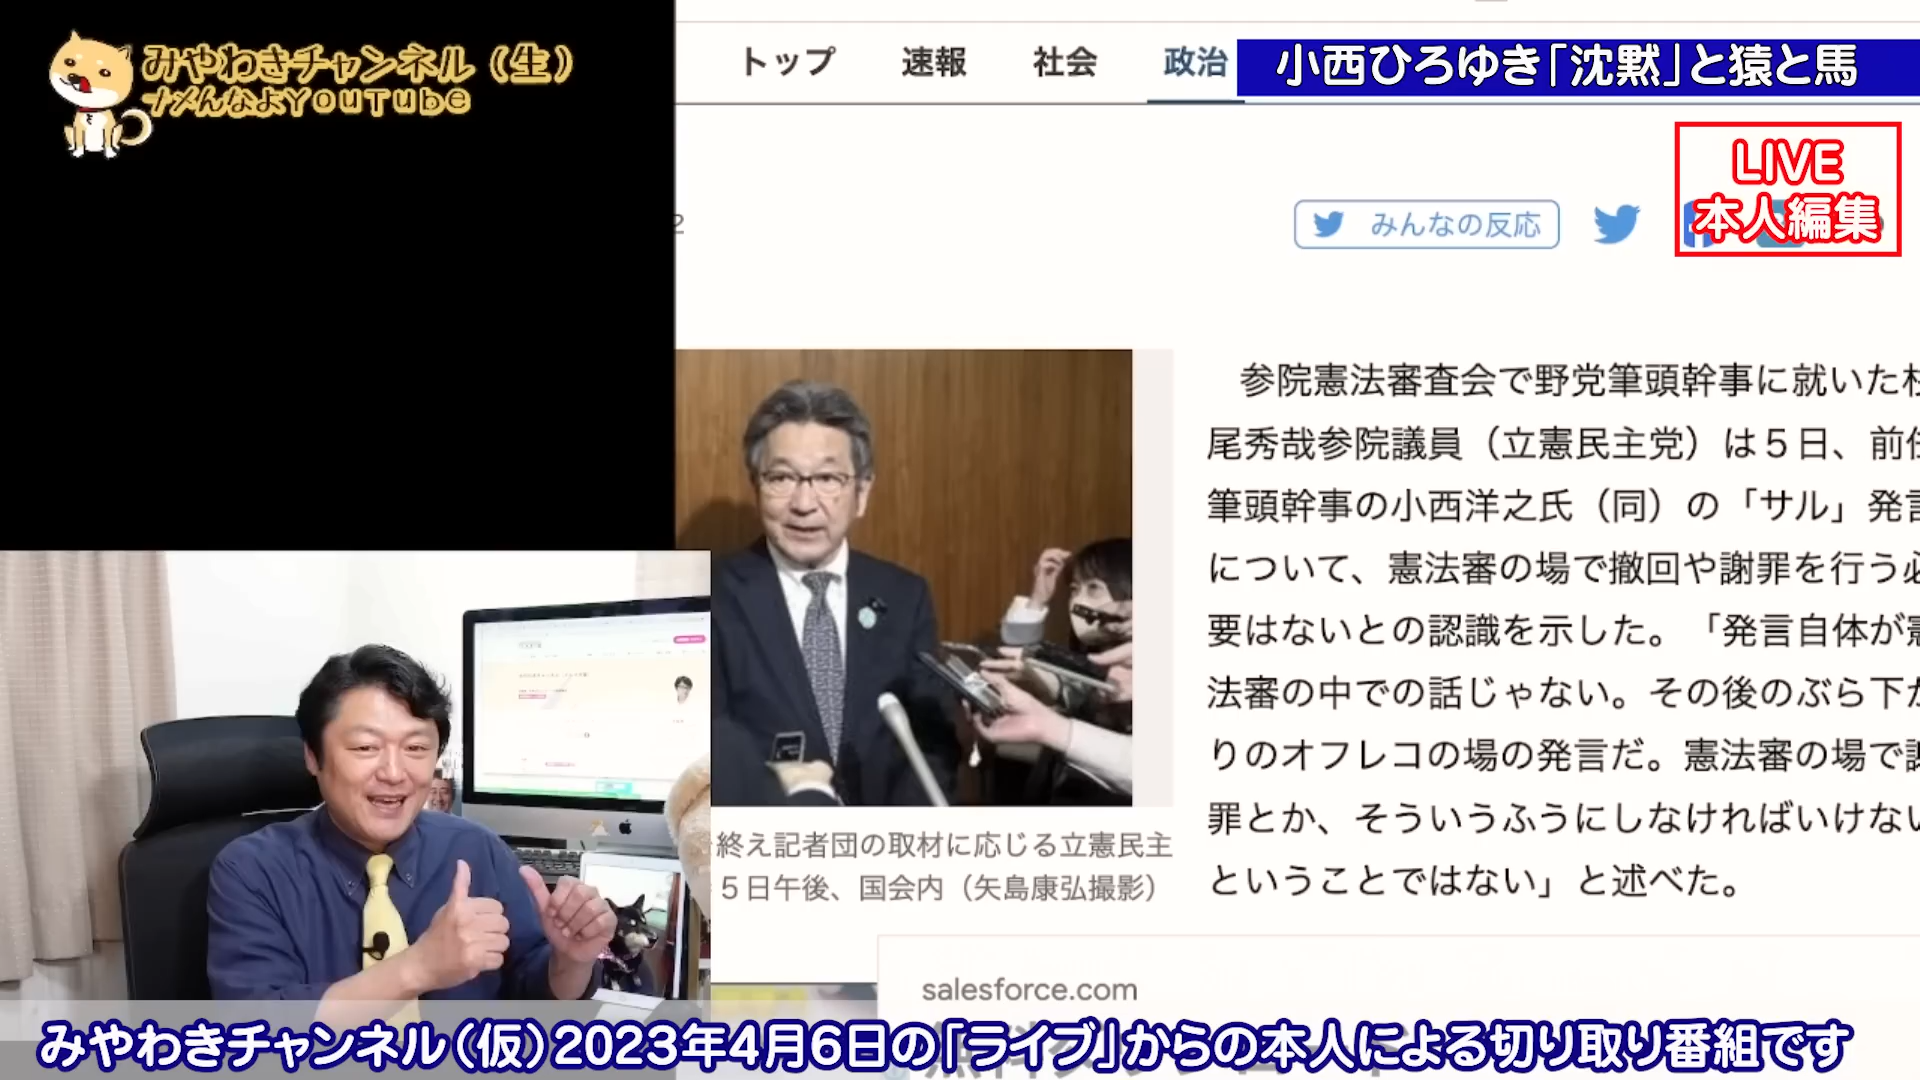 みやわきチャンネル（生）
トップ 速報 社会 政治
小西ひろゆき「沈黙」と猿と馬
LIVE
本人編集
みんなの反応
参院憲法審査会で野党筆頭幹事に就いた杉
尾秀哉参院議員（立憲民主党）は５日、前任
筆頭幹事の小西洋之氏（同）の「サル」発言
について、憲法審の場で撤回や謝罪を行う必
要はないとの認識を示した。「発言自体が憲
法審の中での話じゃない。その後のぶら下が
りのオフレコの場の発言だ。憲法審の場で謝
罪とか、そういうふうにしなければいけない
ということではない」と述べた。
終え記者団の取材に応じる立憲民主
５日午後、国会内（矢島康弘撮影）
salesforce.com
みやわきチャンネル（仮）2023年4月6日の「ライブ」からの本人による切り取り番組です